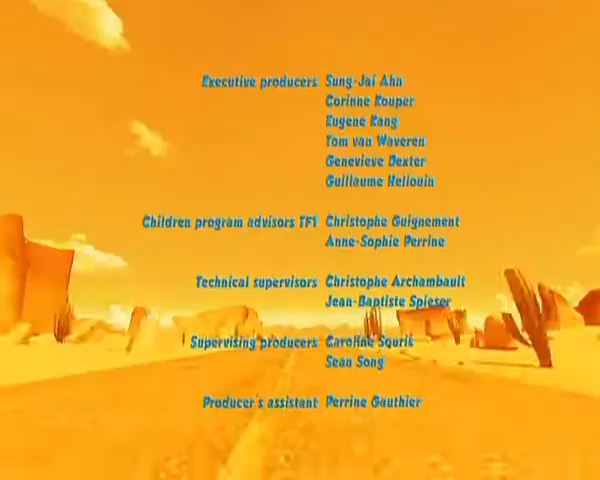 Executive producers Sung-Jai Ahn
Corinne Kouper
Eugene Kang
Tom van Waveren
Genevieve Dexter
Guillaume Hellouin
Children program advisors TF1 Christophe Guignement
Anne-Sophie Perrine
Technical supervisors Christophe Archambault
Jean-Baptiste Spieser
Supervising producers Caroline Souris
Sean Song
Producer's assistant Perrine Gauthier